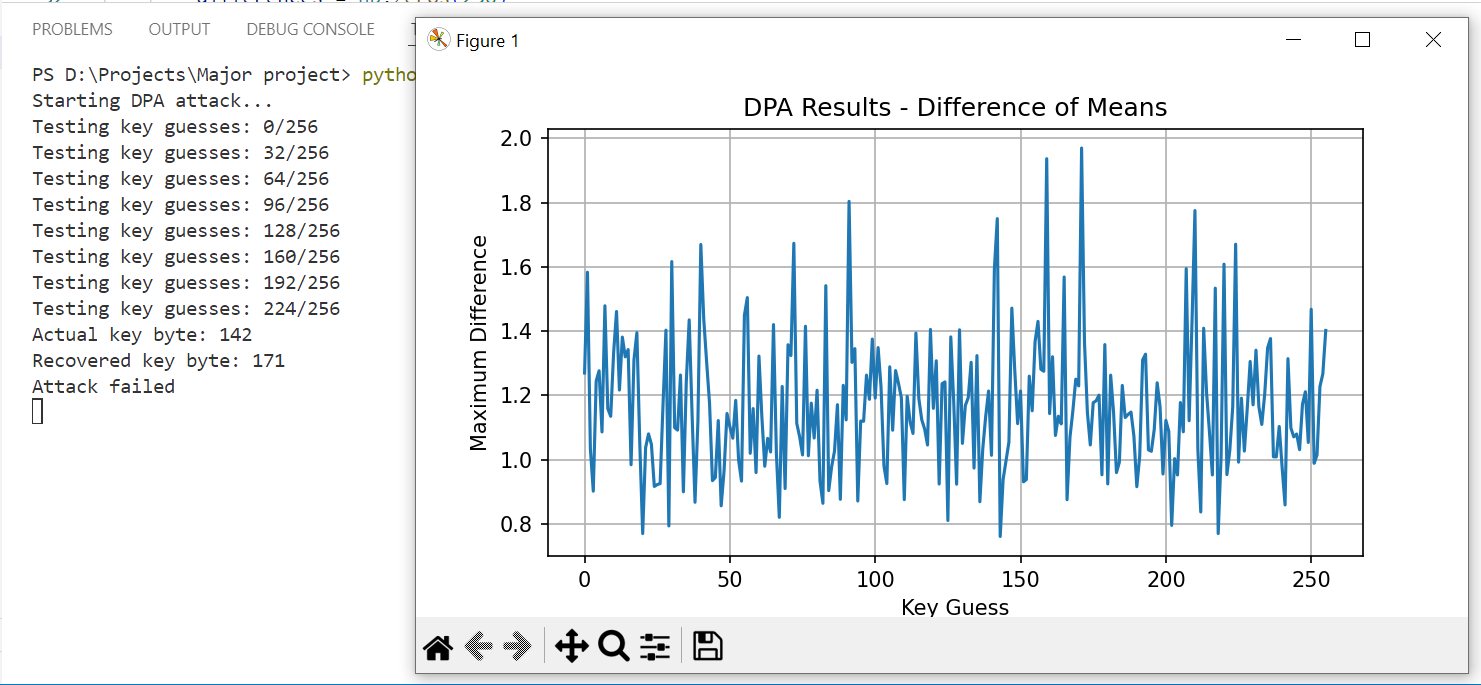 PROBLEMS OUTPUT DEBUG CONSOLE
PS D:\Projects\Major project>
Starting DPA attack...
Testing key guesses: 0/256
Testing key guesses: 32/256
Testing key guesses: 64/256
Testing key guesses: 96/256
Testing key guesses: 128/256
Testing key guesses: 160/256
Testing key guesses: 192/256
Testing key guesses: 224/256
Actual key byte: 142
Recovered key byte: 171
Attack failed
Figure 1
DPA Results - Difference of Means
Maximum Difference
2.0
1.8
1.6
1.4
1.2
1.0
0.8
0 50 100 150 200 250
Key Guess